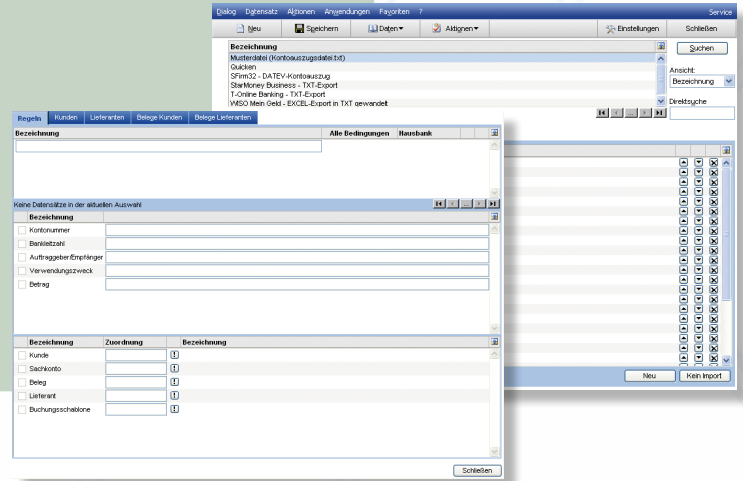 Dialog Datensatz Aktionen Anwendungen Favoriten ? Service
Neu Speichern Daten Aktionen Einstellungen Schließen
Bezeichnung
Suchen
Musterdatei (Kontoauszugsdatei.txt)
Quicken
SFirm32 - DATEV-Kontoauszug
StarMoney Business - TXT-Export
T-Online Banking - TXT-Export
WISO Mein Geld - EXCEL-Export in TXT gewandelt
Ansicht:
Bezeichnung
Direktsuche
Neu Kein Import
Regeln Kunden Lieferanten Belege Kunden Belege Lieferanten
Bezeichnung Alle Bedingungen Hausbank
Keine Datensätze in der aktuellen Auswahl
Bezeichnung
Kontonummer
Bankleitzahl
Auftraggeber/Empfänger
Verwendungszweck
Betrag
Bezeichnung Zuordnung Bezeichnung
Kunde
Sachkonto
Beleg
Lieferant
Buchungsschablone
Schließen